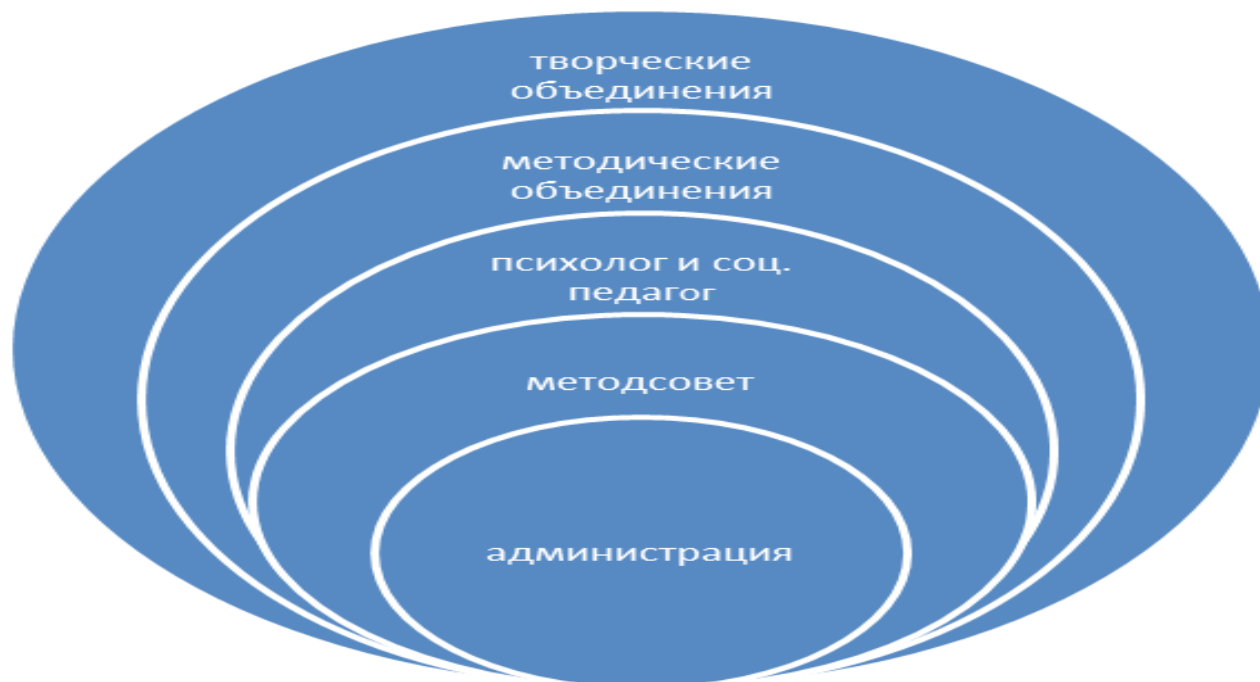 творческие
объединения
методические
объединения
психолог и соц.
педагог
методсовет
администрация